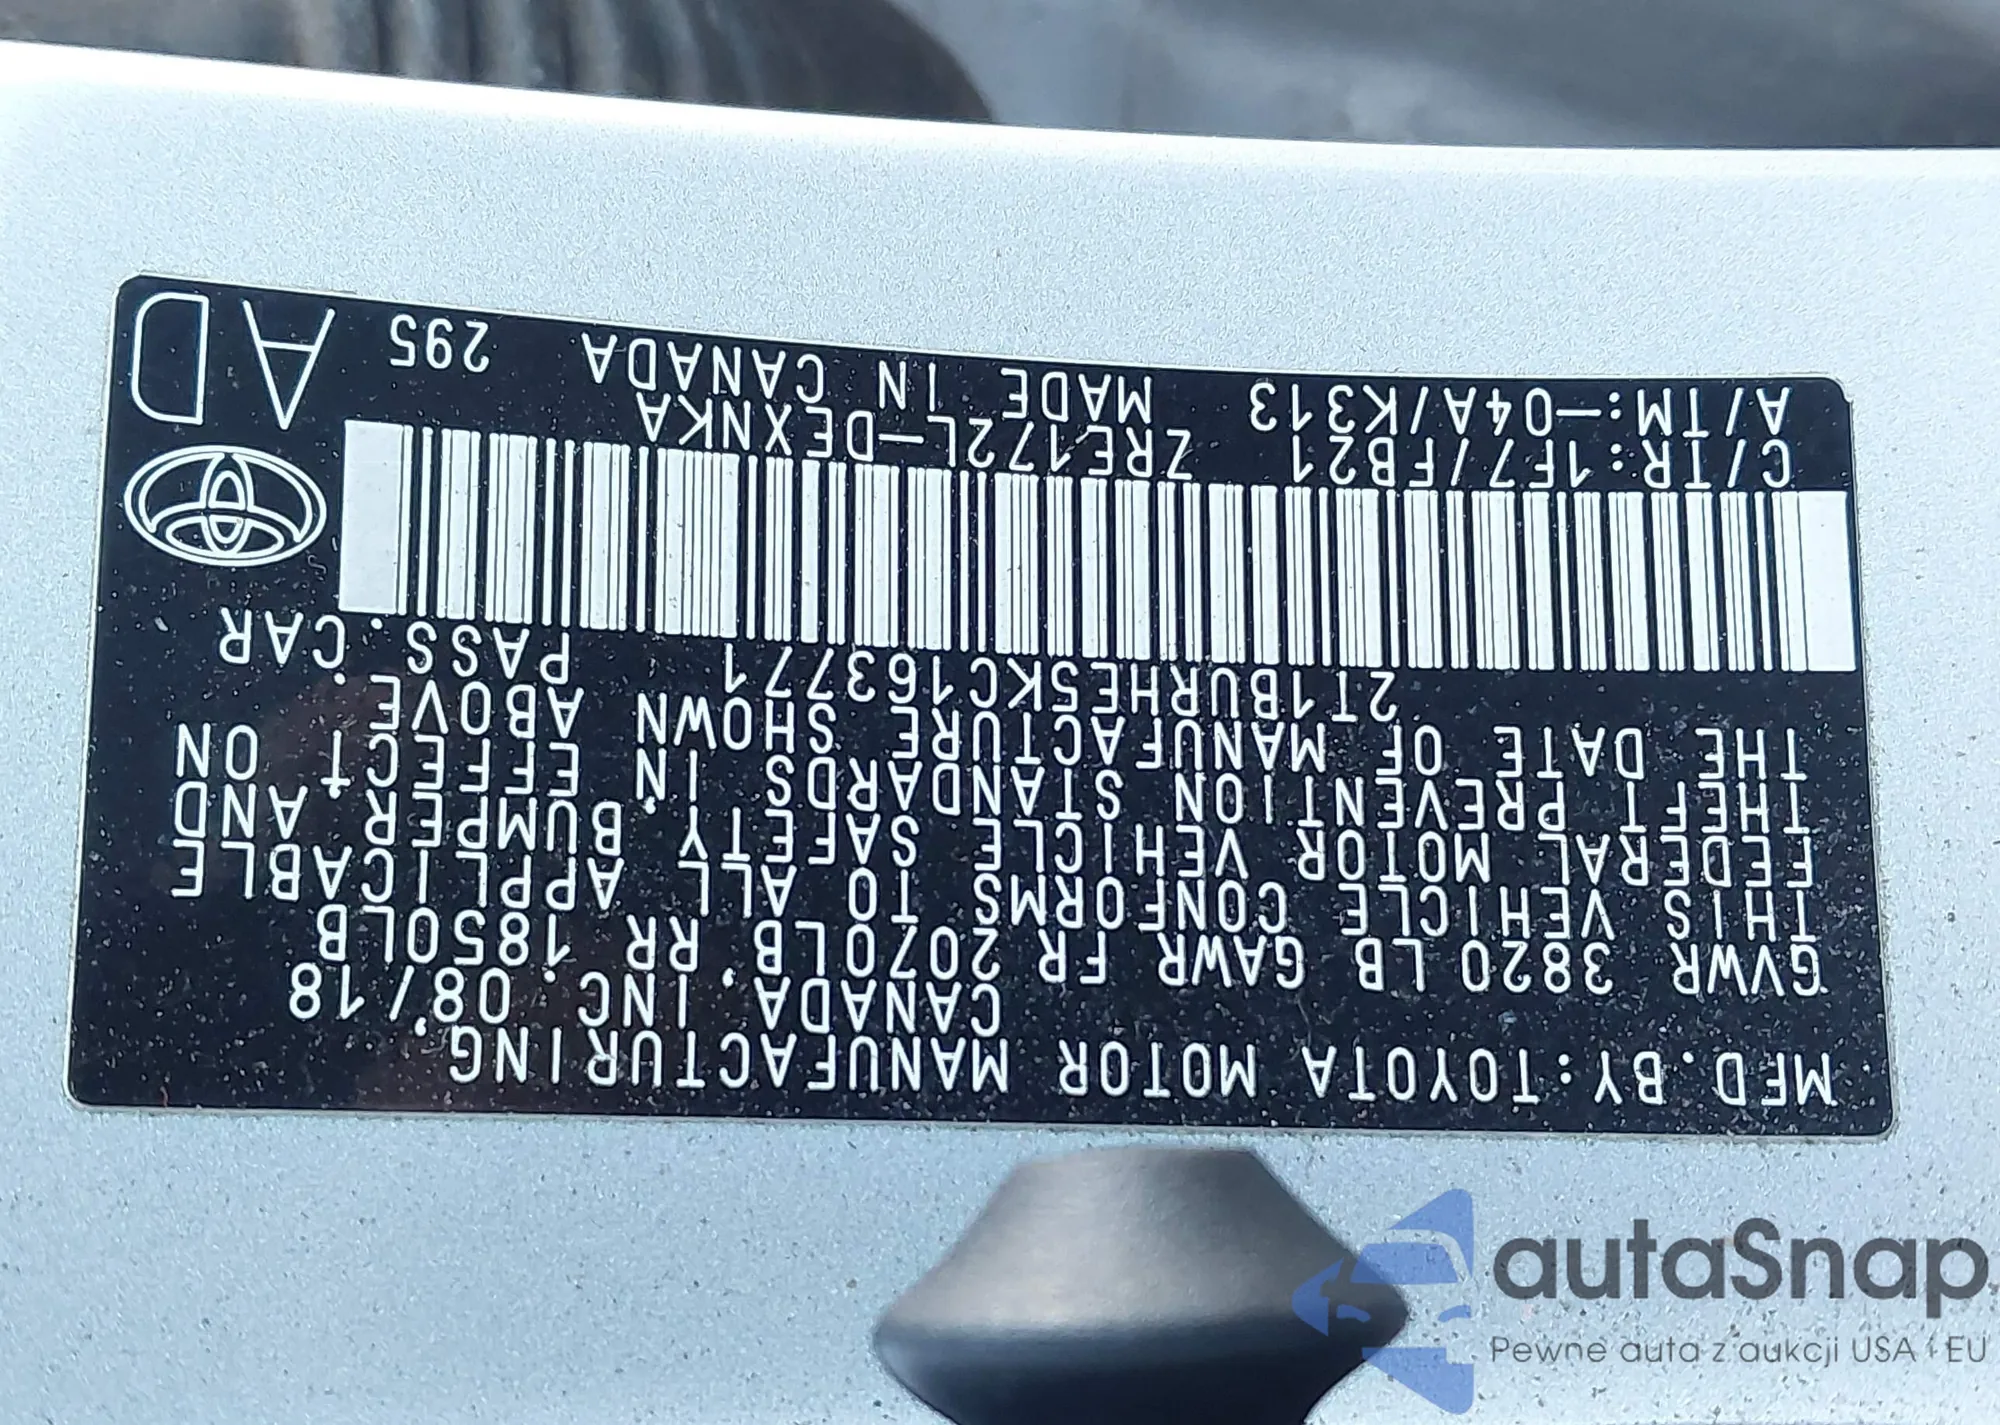 MFD.BY:TOYOTA MOTOR MANUFACTURING
CANADA, INC. 08/18
GVWR 3820LB GAWR FR 2070LB RR 1850LB
THIS VEHICLE CONFORMS TO ALL APPLICABLE
FEDERAL MOTOR VEHICLE SAFETY, BUMPER, AND
THEFT PREVENTION STANDARDS IN EFFECT ON
THE DATE OF MANUFACTURE SHOWN ABOVE.
2T1BURHE5KC163771 PASS.CAR
C/TR:1F7/FB21 ZRE172L-DEXNKA
A/TM:-04A/K313 MADE IN CANADA 295
AD
autaSnap
Pewne auta z aukcji USA i EU